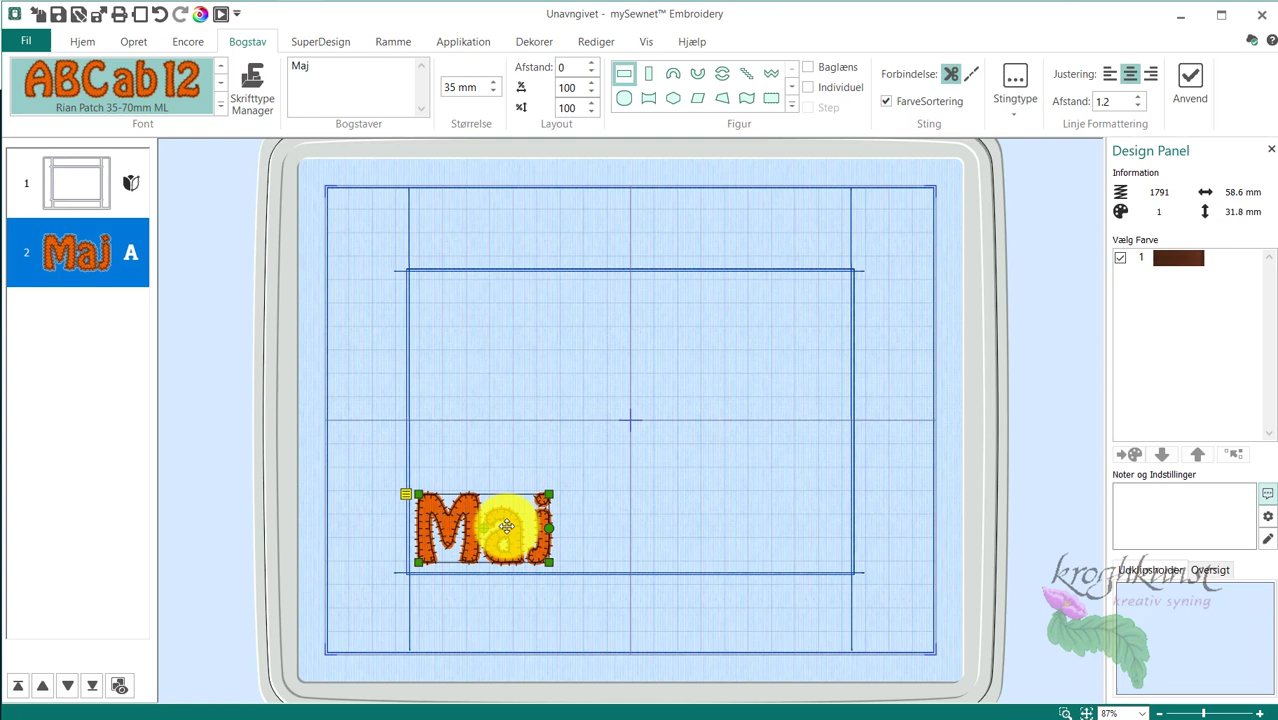 Unavngivet - mySewnet™ Embroidery
Fil Hjem Opret Encore Bogstav SuperDesign Ramme Applikation Dekorer Rediger Vis Hjælp
ABCab12
Rian Patch 35-70mm ML
Font
Skrifttype
Manager
Maj
Bogstaver
35 mm
Størrelse
Afstand: 0
100
100
Layout
Figur
Baglæns
Individuel
Step
Forbindelse:
FarveSortering
Sting
Stingtype
Justering:
Afstand: 1.2
Linje Formattering
Anvend
1
2 Maj A
Maj
Design Panel
Information
1791 58.6 mm
1 31.8 mm
Vælg Farve
1
Noter og Indstillinger
Udklipsholder Oversigt
kroghkunst
kreativ syning
87%